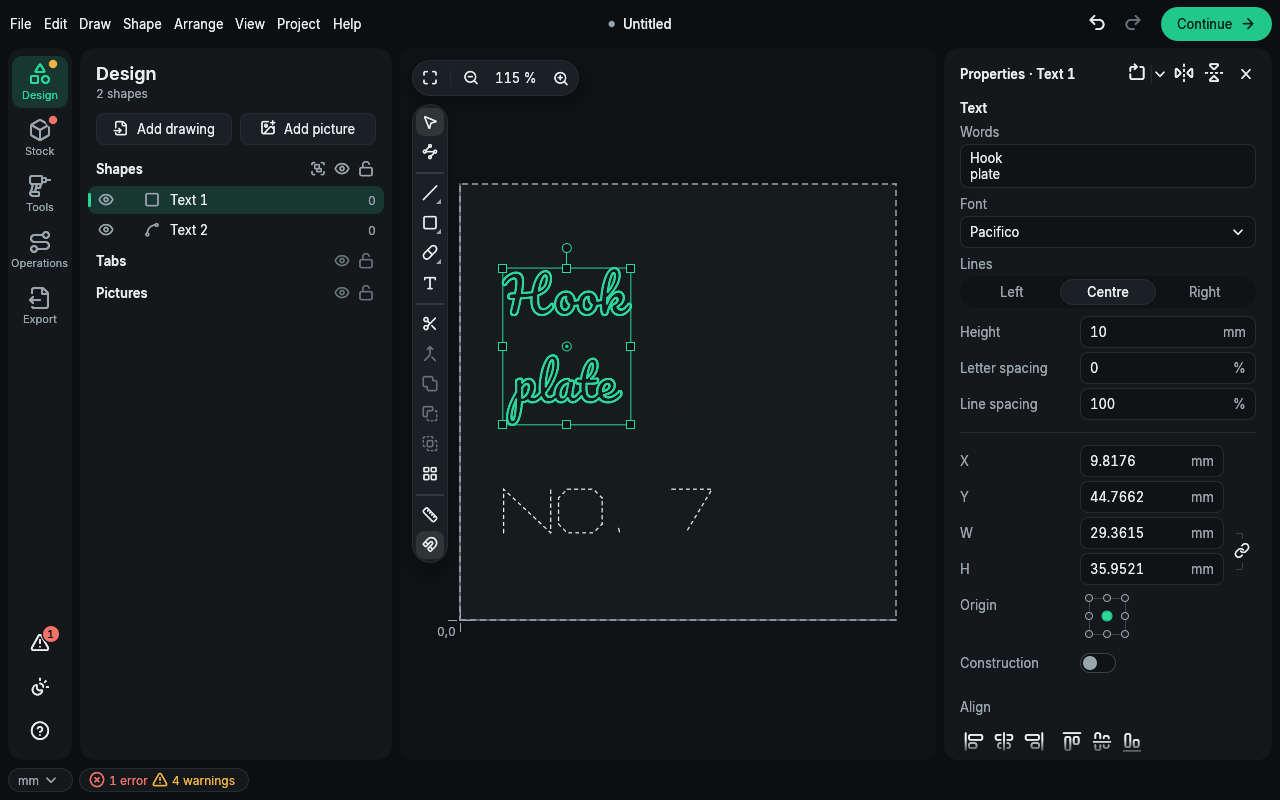 File Edit Draw Shape Arrange View Project Help
Untitled
Continue
Design
Stock
Tools
Operations
Export
1
Design
2 shapes
Add drawing
Add picture
Shapes
Text 1 0
Text 2 0
Tabs
Pictures
115 %
Hook
plate
NO. 7
0,0
Properties · Text 1
Text
Words
Hook
plate
Font
Pacifico
Lines
Left Centre Right
Height 10 mm
Letter spacing 0 %
Line spacing 100 %
X 9.8176 mm
Y 44.7662 mm
W 29.3615 mm
H 35.9521 mm
Origin
Construction
Align
mm
1 error 4 warnings